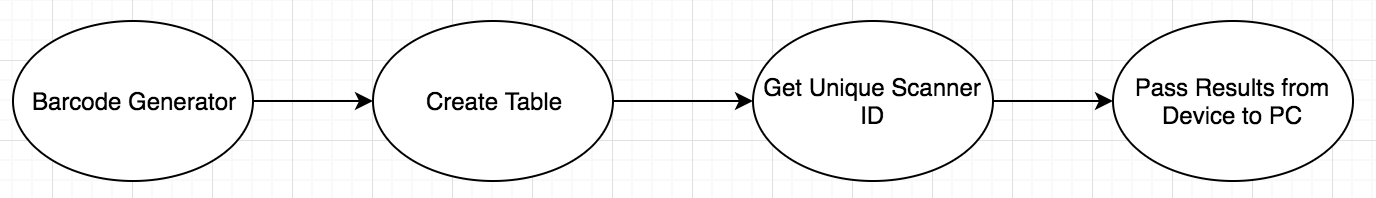 Barcode Generator
Create Table
Get Unique Scanner
ID
Pass Results from
Device to PC